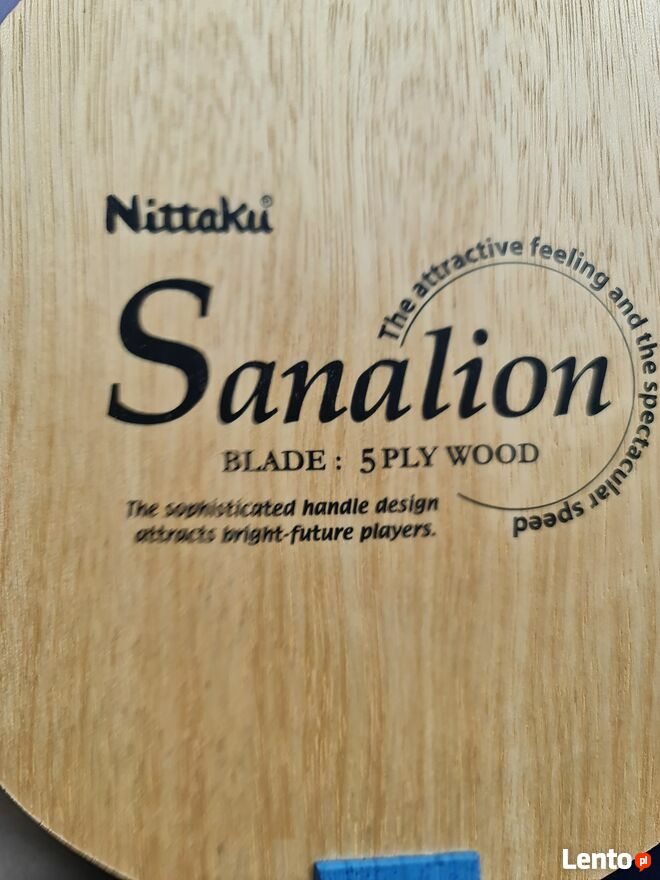 Nittaku®
The attractive feeling and the spectacular speed
Sanalion
BLADE: 5 PLY WOOD
The sophisticated handle design
attracts bright-future players.
Lento.pl